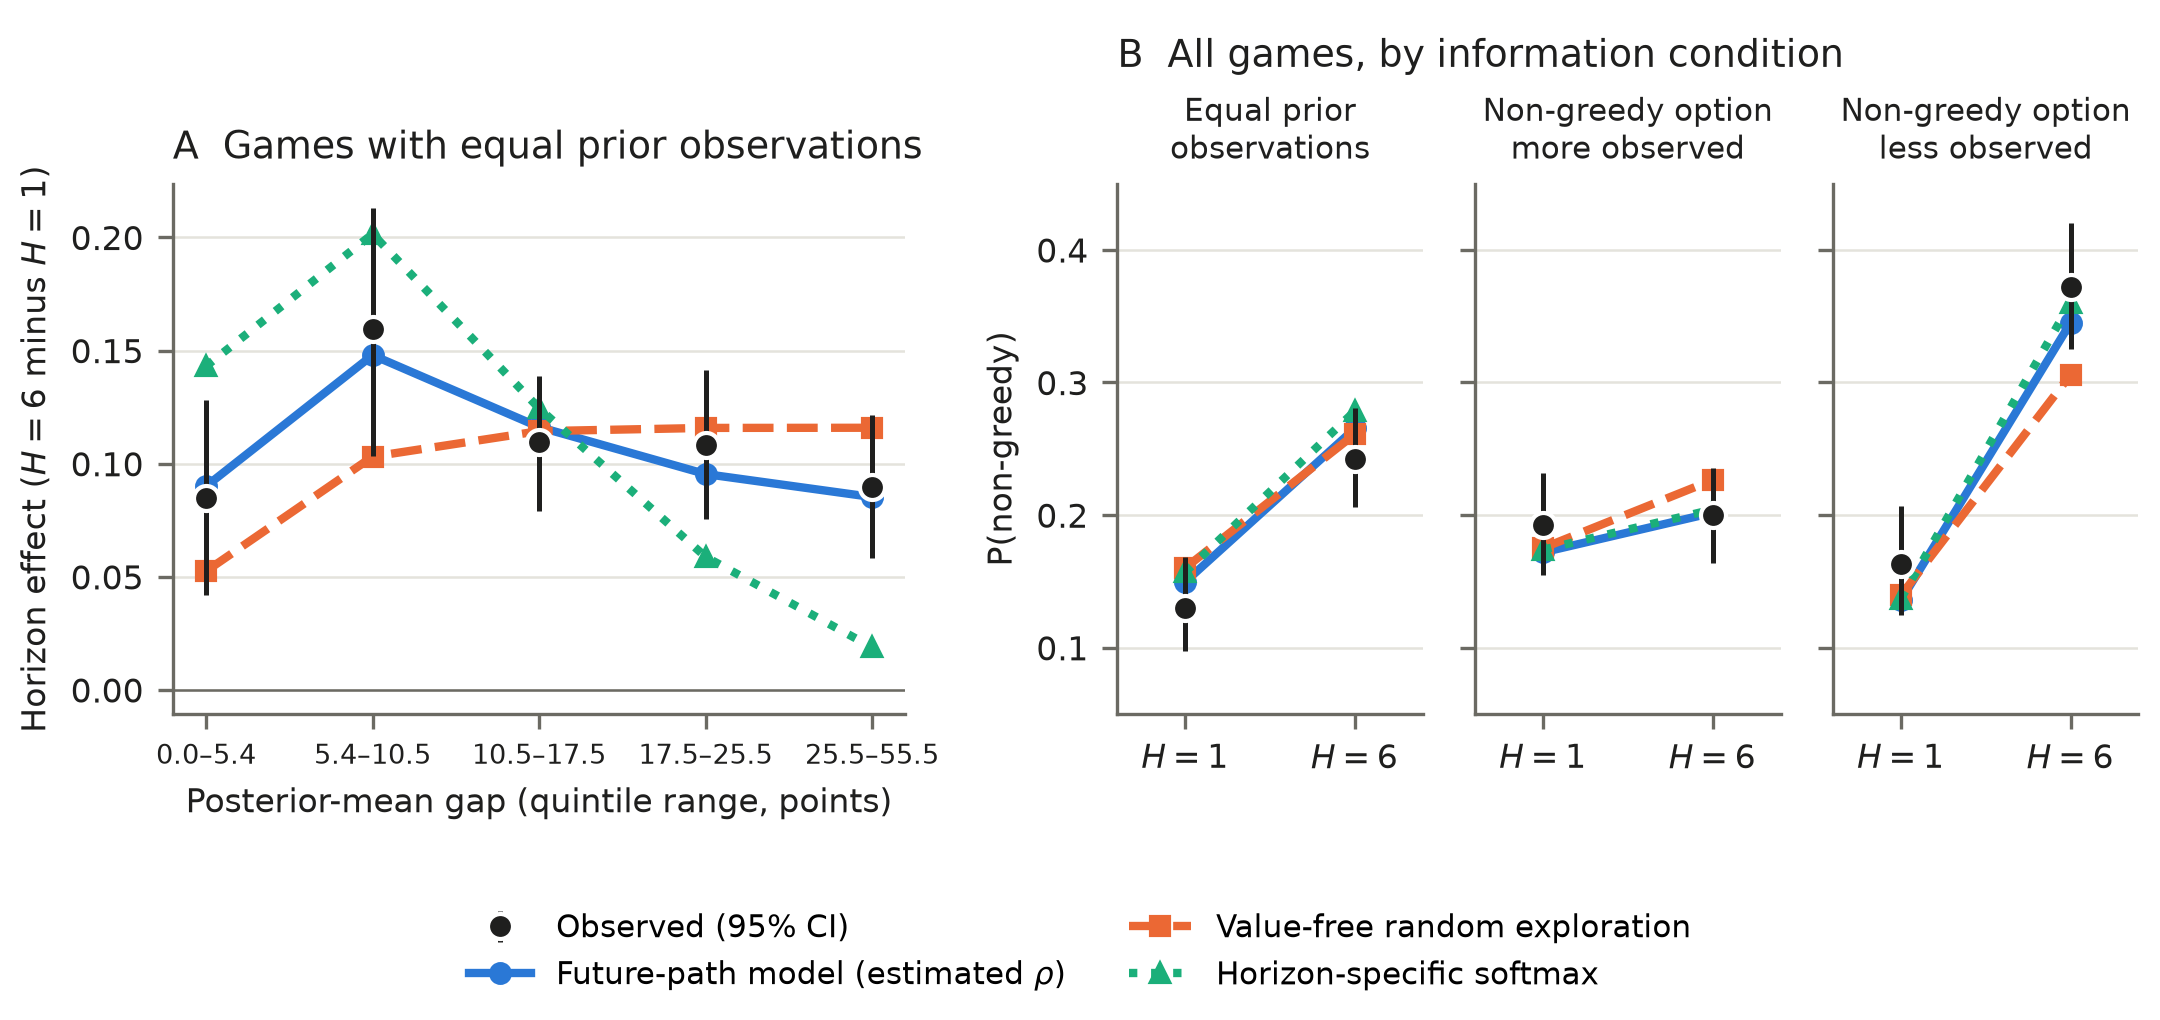 A Games with equal prior observations
Horizon effect (H = 6 minus H = 1)
0.20
0.15
0.10
0.05
0.00
0.0–5.4
5.4–10.5
10.5–17.5
17.5–25.5
25.5–55.5
Posterior-mean gap (quintile range, points)
B All games, by information condition
Equal prior
observations
Non-greedy option
more observed
Non-greedy option
less observed
P(non-greedy)
0.4
0.3
0.2
0.1
H = 1
H = 6
H = 1
H = 6
H = 1
H = 6
Observed (95% CI)
Future-path model (estimated ρ)
Value-free random exploration
Horizon-specific softmax